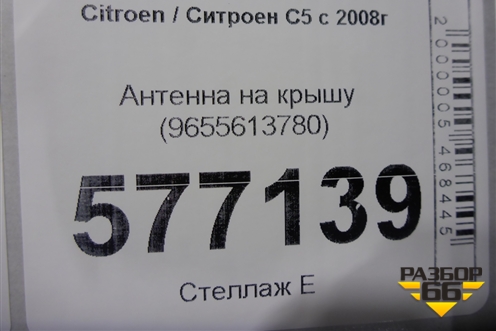 Citroen / Ситроен C5 с 2008г
Антенна на крышу
(9655613780)
577139
Стеллаж Е
2000005468445
РАЗБОР
66